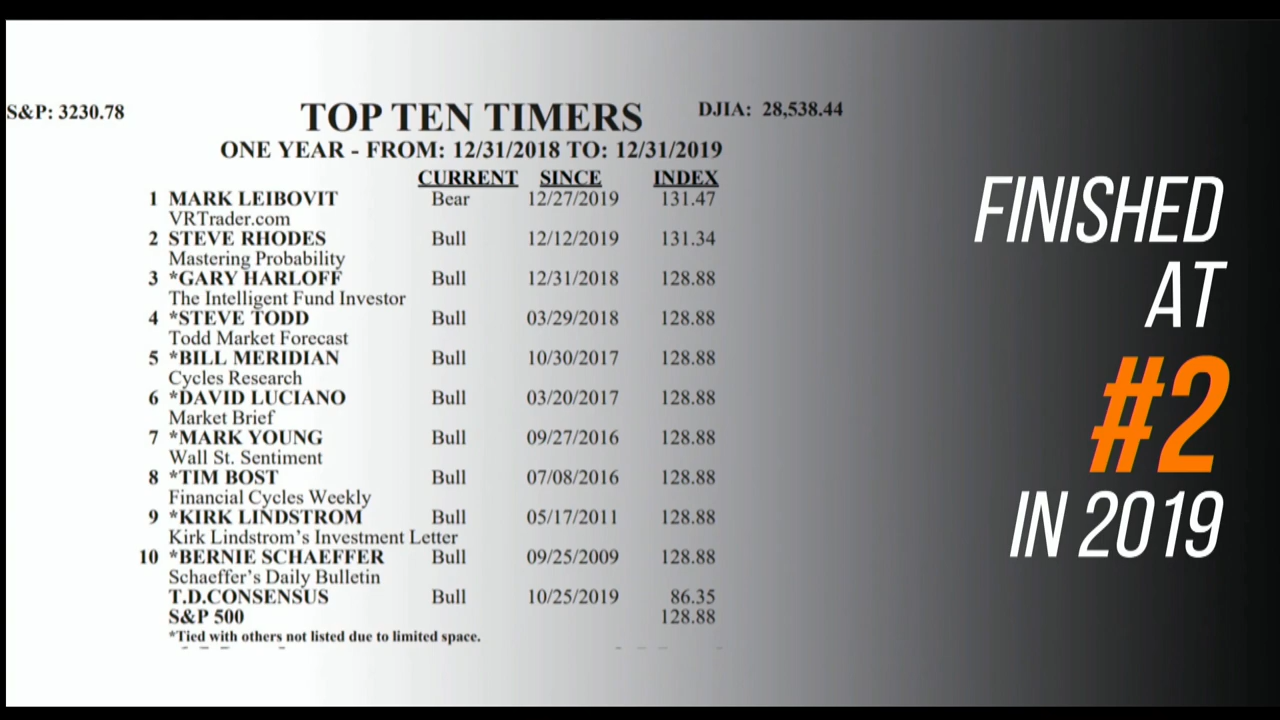 S&P: 3230.78
TOP TEN TIMERS
DJIA: 28,538.44
ONE YEAR - FROM: 12/31/2018 TO: 12/31/2019
CURRENT SINCE INDEX
1 MARK LEIBOVIT Bear 12/27/2019 131.47
VRTrader.com
2 STEVE RHODES Bull 12/12/2019 131.34
Mastering Probability
3 *GARY HARLOFF Bull 12/31/2018 128.88
The Intelligent Fund Investor
4 *STEVE TODD Bull 03/29/2018 128.88
Todd Market Forecast
5 *BILL MERIDIAN Bull 10/30/2017 128.88
Cycles Research
6 *DAVID LUCIANO Bull 03/20/2017 128.88
Market Brief
7 *MARK YOUNG Bull 09/27/2016 128.88
Wall St. Sentiment
8 *TIM BOST Bull 07/08/2016 128.88
Financial Cycles Weekly
9 *KIRK LINDSTROM Bull 05/17/2011 128.88
Kirk Lindstrom's Investment Letter
10 *BERNIE SCHAEFFER Bull 09/25/2009 128.88
Schaeffer's Daily Bulletin
T.D.CONSENSUS Bull 10/25/2019 86.35
S&P 500 128.88
*Tied with others not listed due to limited space.
FINISHED
AT
#2
IN 2019